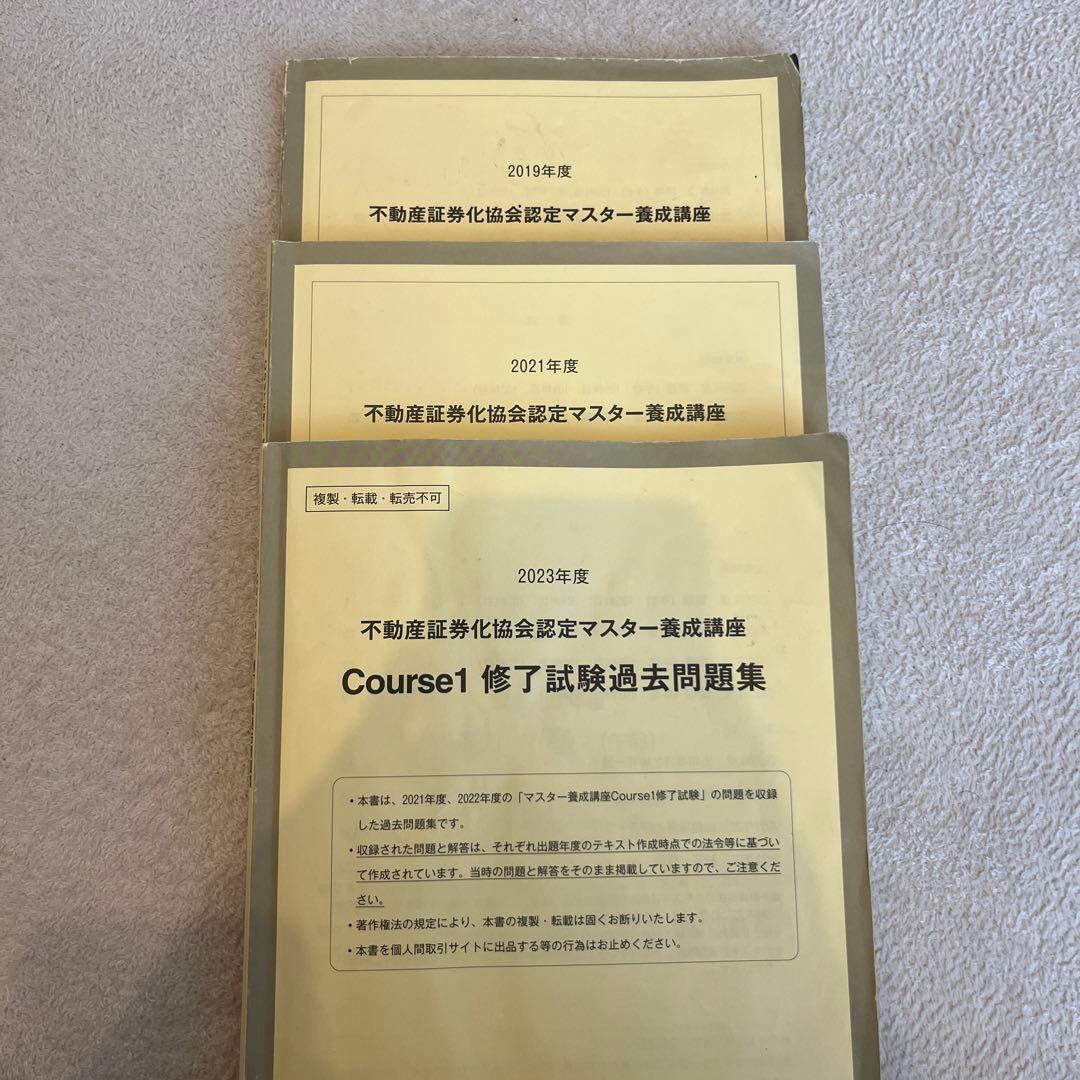 2019年度
不動産証券化協会認定マスター養成講座
2021年度
不動産証券化協会認定マスター養成講座
複製・転載・転売不可
2023年度
不動産証券化協会認定マスター養成講座
Course1 修了試験過去問題集
・本書は、2021年度、2022年度の「マスター養成講座Course1修了試験」の問題を収録
した過去問題集です。
・収録された問題と解答は、それぞれ出題年度のテキスト作成時点での法令等に基づい
て作成されています。当時の問題と解答をそのまま掲載していますので、ご注意くだ
さい。
・著作権法の規定により、本書の複製・転載は固くお断りいたします。
・本書を個人間取引サイトに出品する等の行為はお止めください。